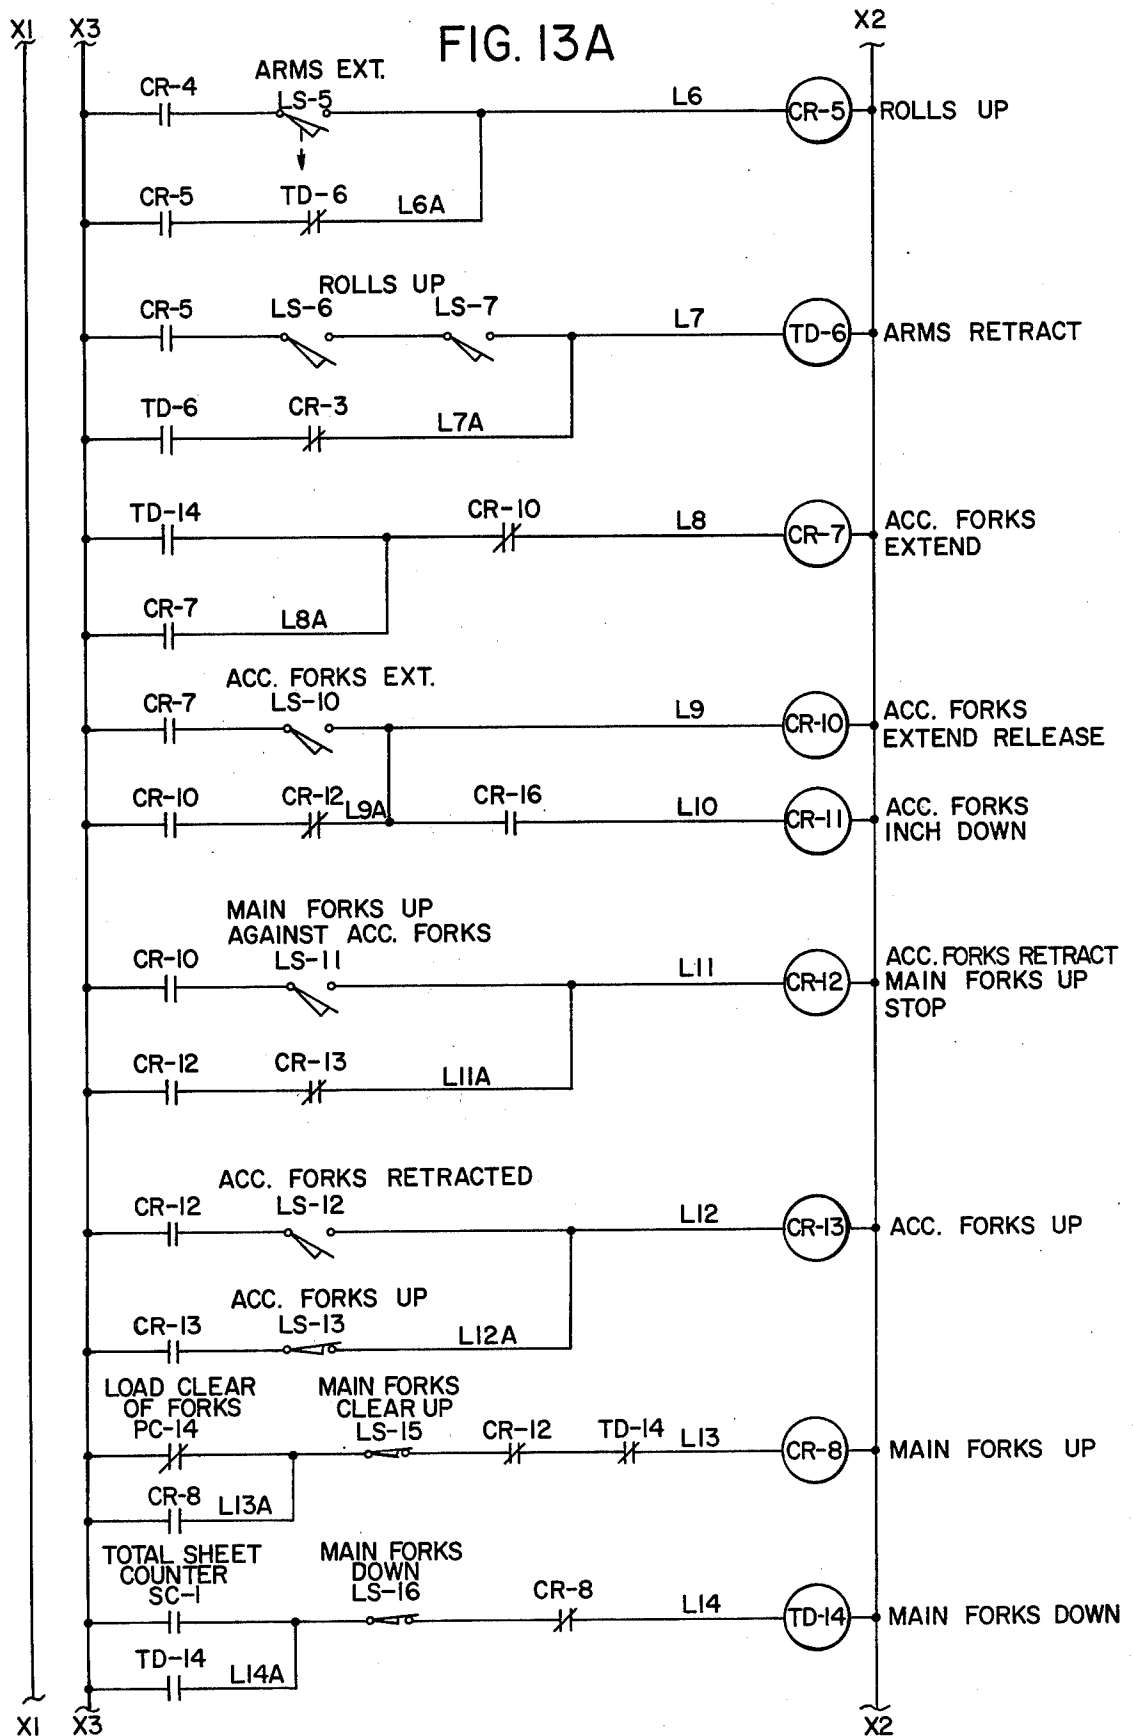 X1
X3
FIG. 13A
X2
ARMS EXT.
CR-4
LS-5
L6
CR-5
ROLLS UP
CR-5
TD-6
L6A
ROLLS UP
CR-5
LS-6
LS-7
L7
TD-6
ARMS RETRACT
TD-6
CR-3
L7A
TD-14
CR-10
L8
CR-7
ACC. FORKS
EXTEND
CR-7
L8A
ACC. FORKS EXT.
CR-7
LS-10
L9
CR-10
ACC. FORKS
EXTEND RELEASE
CR-10
CR-12
L9A
CR-16
L10
CR-11
ACC. FORKS
INCH DOWN
MAIN FORKS UP
AGAINST ACC. FORKS
CR-10
LS-11
L11
CR-12
ACC. FORKS RETRACT
MAIN FORKS UP
STOP
CR-12
CR-13
L11A
ACC. FORKS RETRACTED
CR-12
LS-12
L12
CR-13
ACC. FORKS UP
ACC. FORKS UP
CR-13
LS-13
L12A
LOAD CLEAR
OF FORKS
PC-14
MAIN FORKS
CLEAR UP
LS-15
CR-12
TD-14
L13
CR-8
MAIN FORKS UP
CR-8
L13A
TOTAL SHEET
COUNTER
SC-1
MAIN FORKS
DOWN
LS-16
CR-8
L14
TD-14
MAIN FORKS DOWN
TD-14
L14A
X1
X3
X2